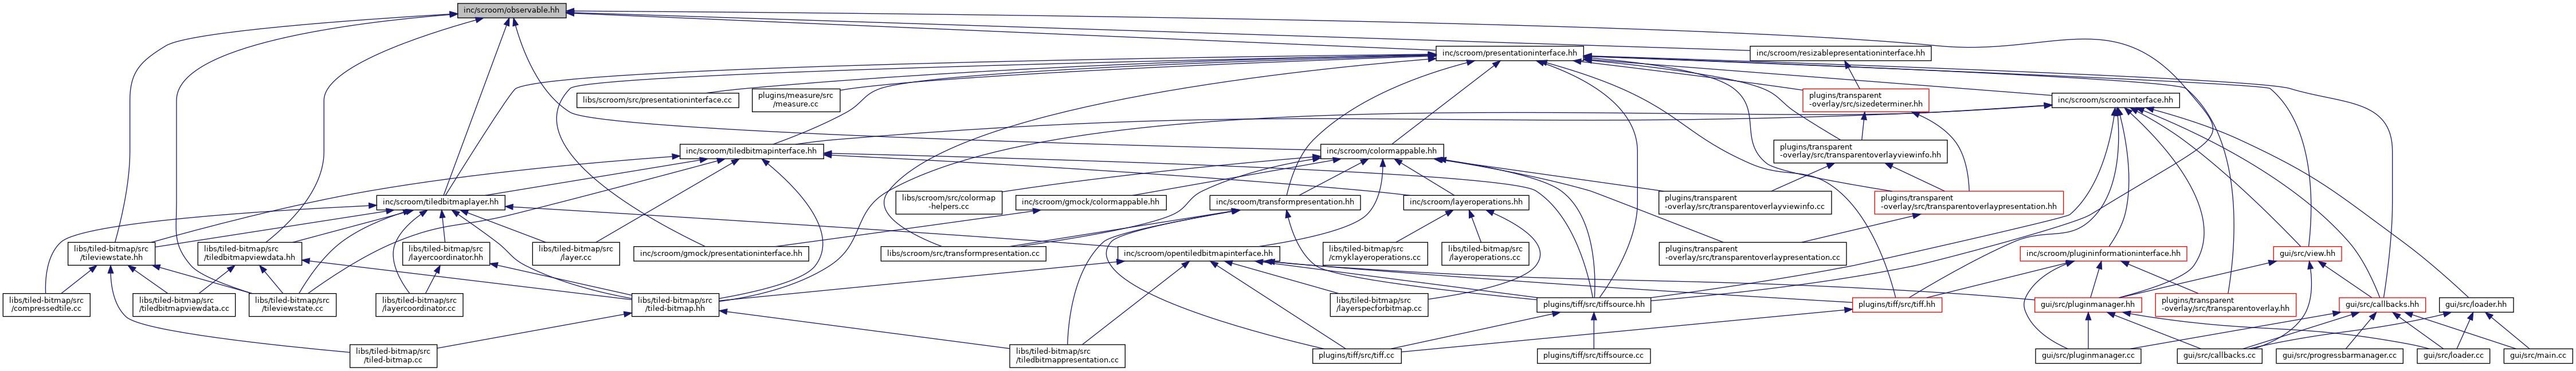 inc/scroom/observable.hh
inc/scroom/presentationinterface.hh
inc/scroom/resizablepresentationinterface.hh
libs/scroom/src/presentationinterface.cc
plugins/measure/src
/measure.cc
plugins/transparent
-overlay/src/sizedeterminer.hh
inc/scroom/scroominterface.hh
inc/scroom/tiledbitmapinterface.hh
inc/scroom/colormappable.hh
plugins/transparent
-overlay/src/transparentoverlayviewinfo.hh
inc/scroom/tiledbitmaplayer.hh
libs/scroom/src/colormap
-helpers.cc
inc/scroom/gmock/colormappable.hh
inc/scroom/transformpresentation.hh
inc/scroom/layeroperations.hh
plugins/transparent
-overlay/src/transparentoverlayviewinfo.cc
plugins/transparent
-overlay/src/transparentoverlaypresentation.hh
libs/tiled-bitmap/src
/tileviewstate.hh
libs/tiled-bitmap/src
/tiledbitmapviewdata.hh
libs/tiled-bitmap/src
/layercoordinator.hh
libs/tiled-bitmap/src
/layer.cc
inc/scroom/gmock/presentationinterface.hh
libs/scroom/src/transformpresentation.cc
inc/scroom/opentiledbitmapinterface.hh
libs/tiled-bitmap/src
/cmyklayeroperations.cc
libs/tiled-bitmap/src
/layeroperations.cc
plugins/transparent
-overlay/src/transparentoverlaypresentation.cc
inc/scroom/plugininformationinterface.hh
gui/src/view.hh
libs/tiled-bitmap/src
/compressedtile.cc
libs/tiled-bitmap/src
/tiledbitmapviewdata.cc
libs/tiled-bitmap/src
/tileviewstate.cc
libs/tiled-bitmap/src
/layercoordinator.cc
libs/tiled-bitmap/src
/tiled-bitmap.hh
libs/tiled-bitmap/src
/layerspecforbitmap.cc
plugins/tiff/src/tiffsource.hh
plugins/tiff/src/tiff.hh
gui/src/pluginmanager.hh
plugins/transparent
-overlay/src/transparentoverlay.hh
gui/src/callbacks.hh
gui/src/loader.hh
libs/tiled-bitmap/src
/tiled-bitmap.cc
libs/tiled-bitmap/src
/tiledbitmappresentation.cc
plugins/tiff/src/tiff.cc
plugins/tiff/src/tiffsource.cc
gui/src/pluginmanager.cc
gui/src/callbacks.cc
gui/src/progressbarmanager.cc
gui/src/loader.cc
gui/src/main.cc